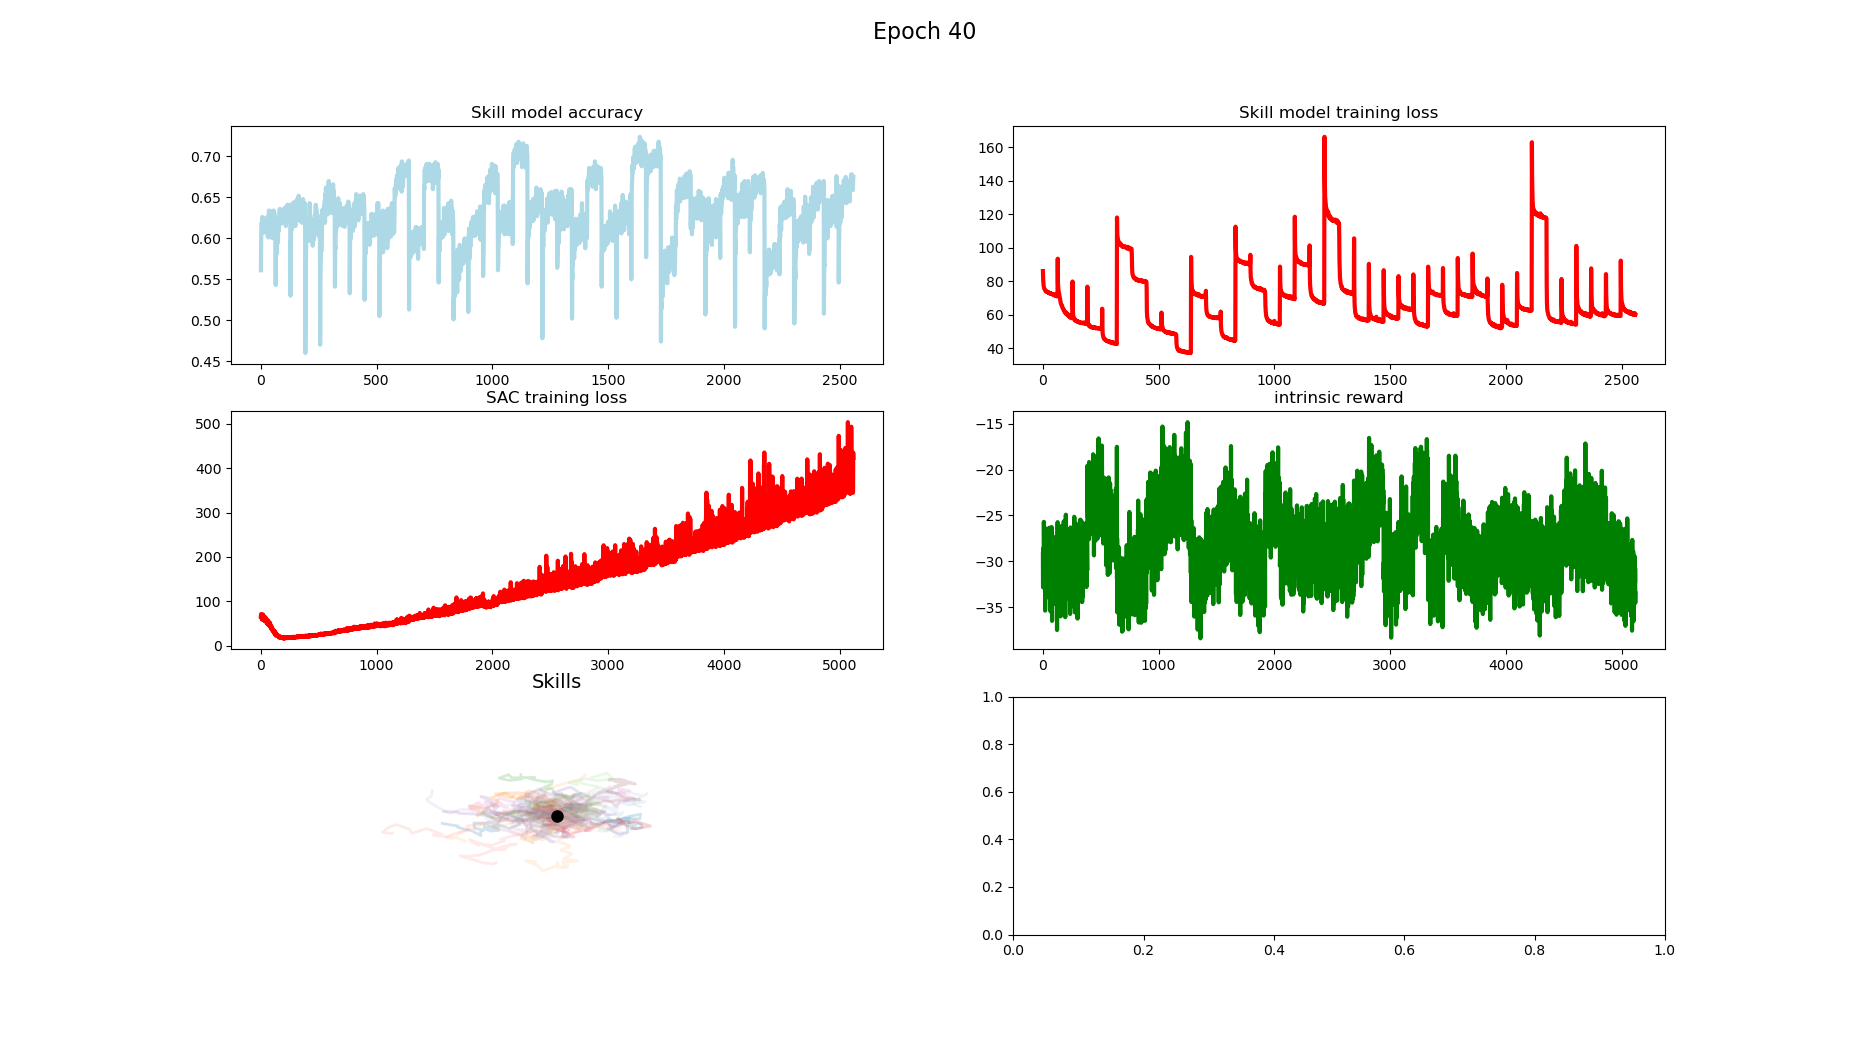 Epoch 40
Skill model accuracy
0.70
0.65
0.60
0.55
0.50
0.45
0 500 1000 1500 2000 2500
Skill model training loss
160
140
120
100
80
60
40
0 500 1000 1500 2000 2500
SAC training loss
500
400
300
200
100
0
0 1000 2000 3000 4000 5000
intrinsic reward
−15
−20
−25
−30
−35
0 1000 2000 3000 4000 5000
Skills
1.0
0.8
0.6
0.4
0.2
0.0
0.0 0.2 0.4 0.6 0.8 1.0